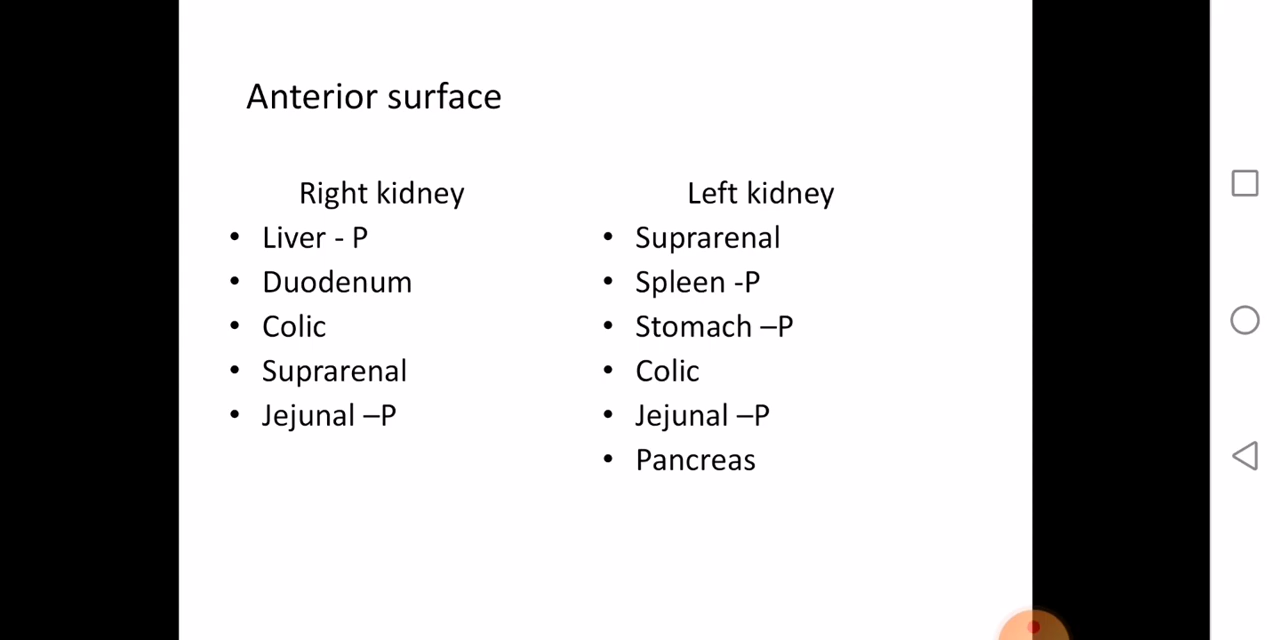 Anterior surface
Right kidney
• Liver - P
• Duodenum
• Colic
• Suprarenal
• Jejunal –P
Left kidney
• Suprarenal
• Spleen -P
• Stomach –P
• Colic
• Jejunal –P
• Pancreas